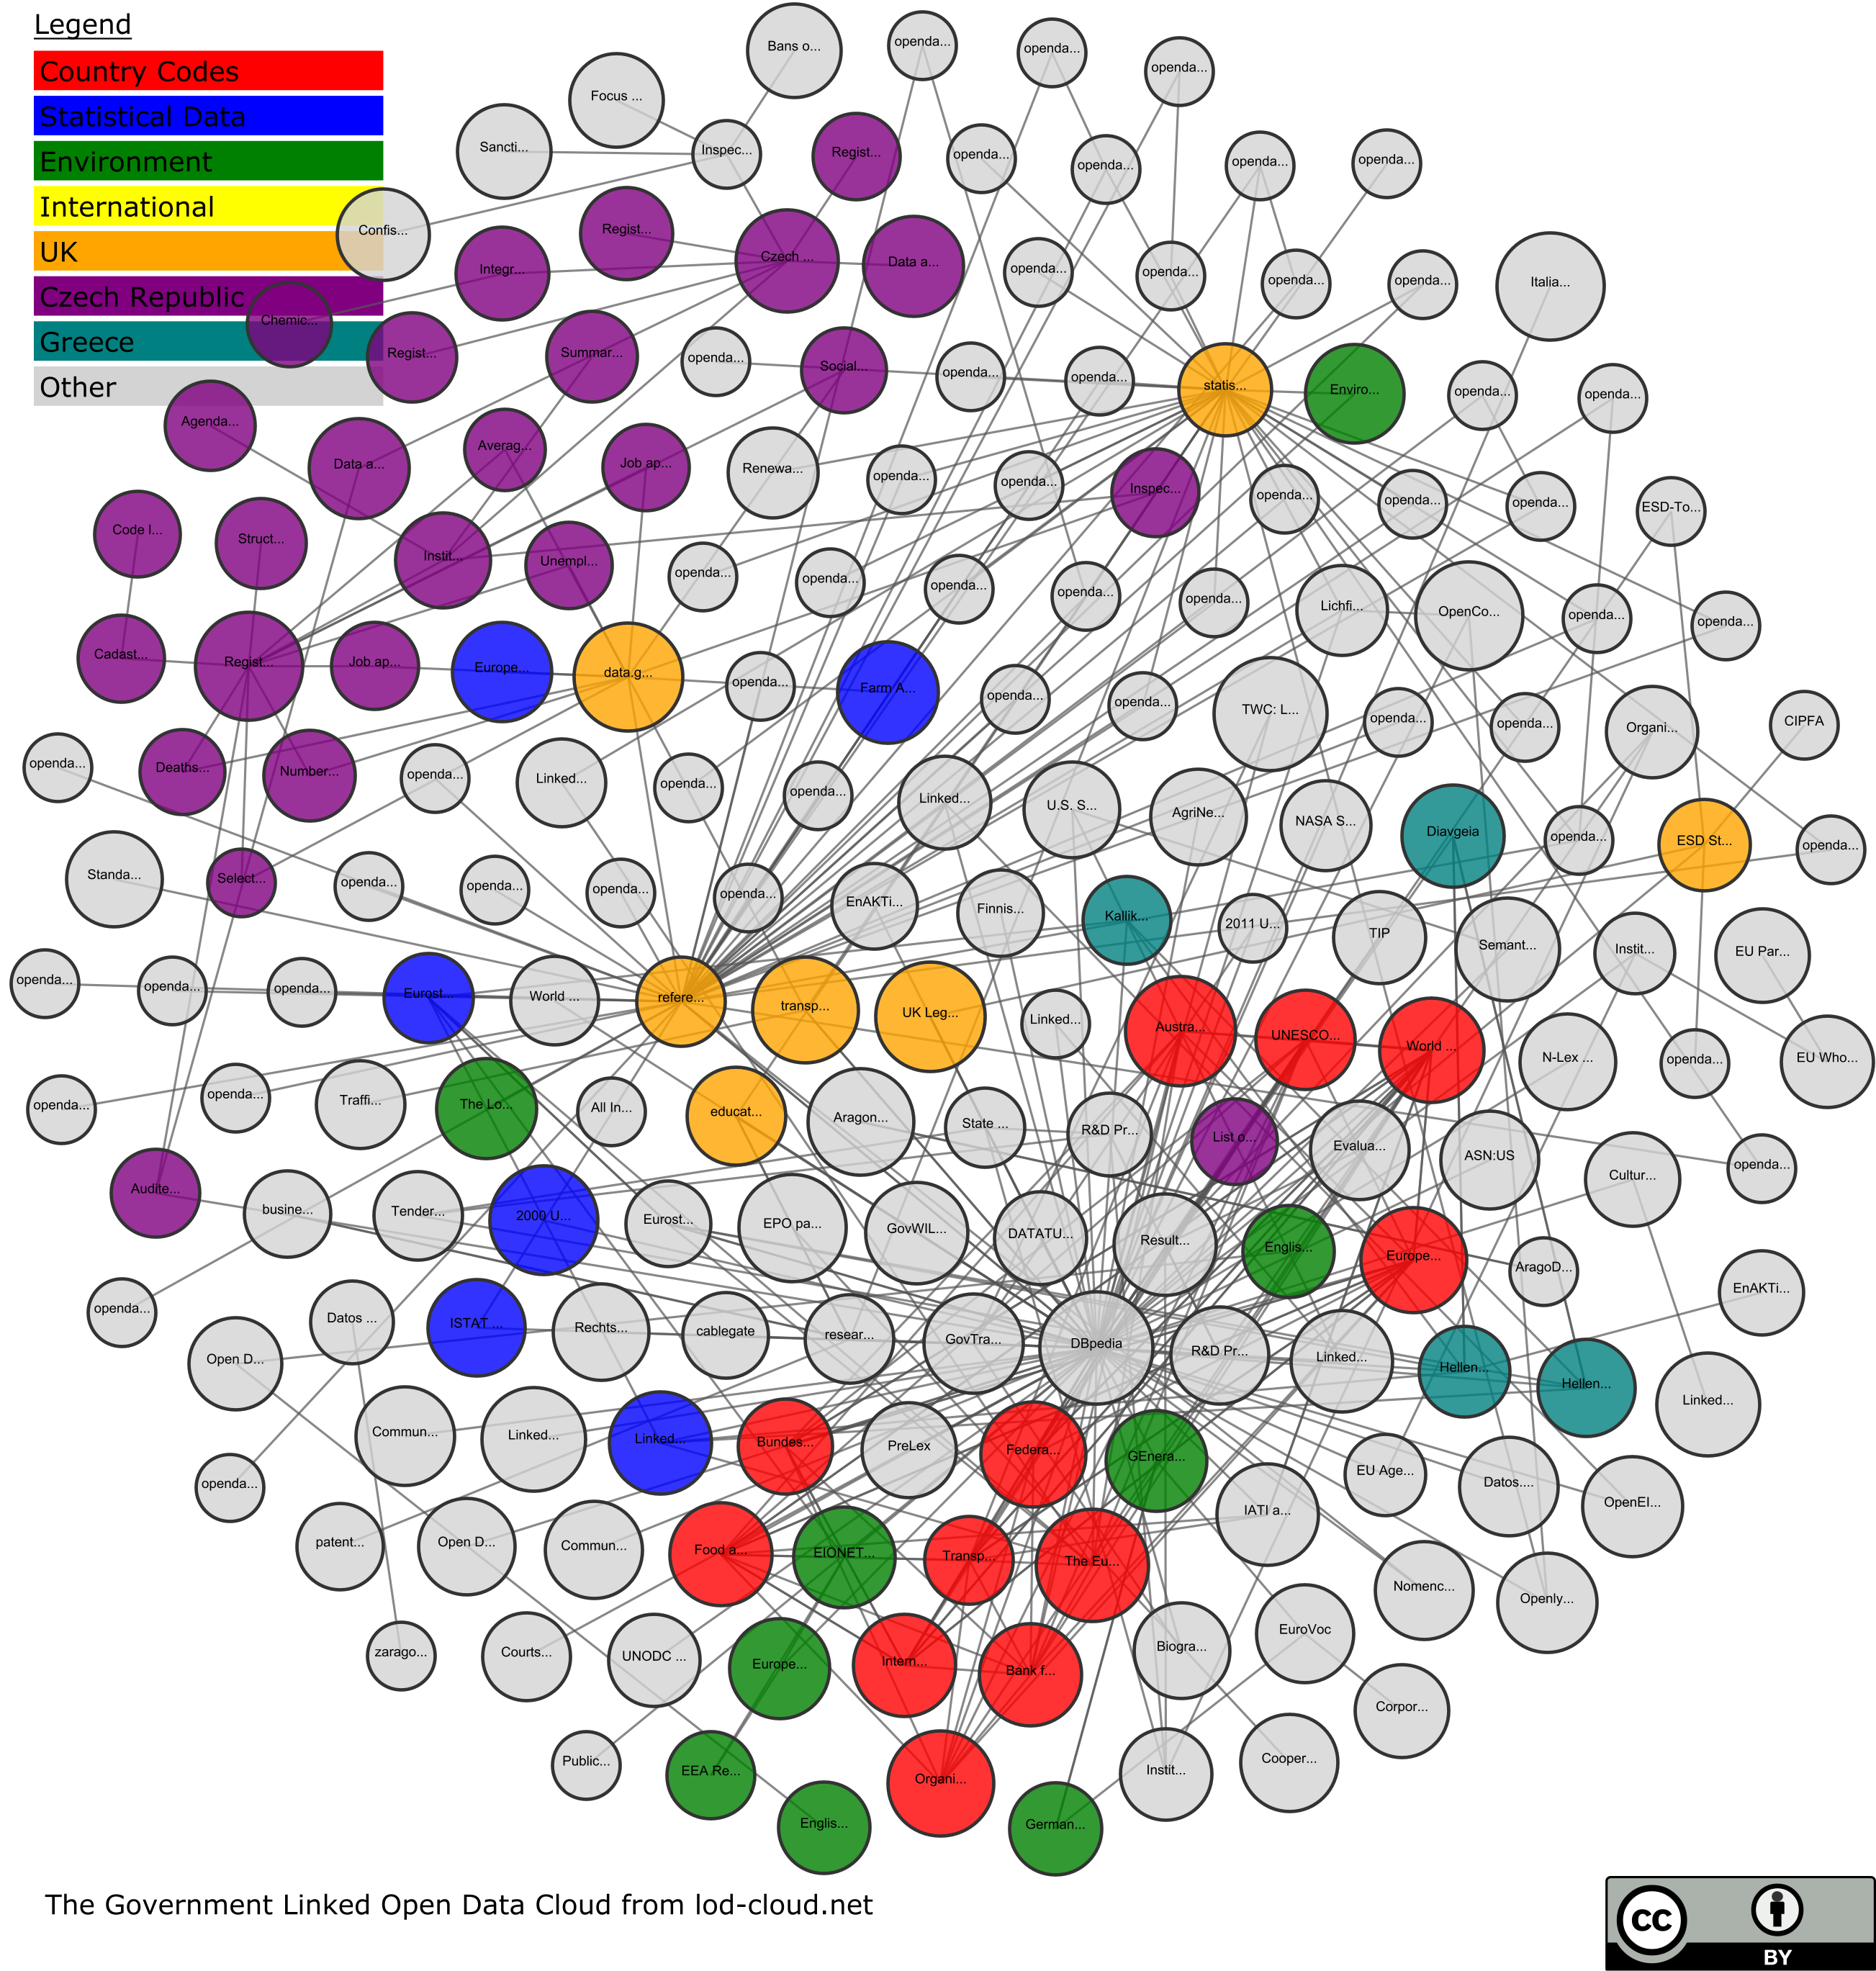 Legend
Country Codes
Statistical Data
Environment
International
UK
Czech Republic
Greece
Other
Bans o...
openda...
openda...
openda...
Focus ...
Sancti...
Inspec...
Regist...
openda...
openda...
openda...
openda...
Confis...
Regist...
Integr...
Czech ...
Data a...
openda...
openda...
openda...
openda...
Italia...
Chemic...
Regist...
Summar...
openda...
Social...
openda...
openda...
statis...
Enviro...
openda...
openda...
Agenda...
Data a...
Averag...
Job ap...
Renewa...
openda...
openda...
Inspec...
openda...
openda...
openda...
ESD-To...
Code l...
Struct...
Instit...
Unempl...
openda...
openda...
openda...
openda...
openda...
Lichfi...
OpenCo...
openda...
openda...
Cadast...
Regist...
Job ap...
Europe...
data.g...
openda...
Farm A...
openda...
openda...
TWC: L...
openda...
openda...
Organi...
CIPFA
openda...
Deaths...
Number...
openda...
Linked...
openda...
openda...
Linked...
U.S. S...
AgriNe...
NASA S...
Diavgeia
openda...
ESD St...
openda...
Standa...
Select...
openda...
openda...
openda...
openda...
EnAKTi...
Finnis...
Kallik...
2011 U...
TIP
Semant...
Instit...
EU Par...
openda...
openda...
openda...
Eurost...
World ...
refere...
transp...
UK Leg...
Linked...
Austra...
UNESCO...
World ...
N-Lex ...
openda...
EU Who...
openda...
openda...
Traffi...
The Lo...
All In...
educat...
Aragon...
State ...
R&D Pr...
List o...
Evalua...
ASN:US
Cultur...
openda...
Audite...
busine...
Tender...
2000 U...
Eurost...
EPO pa...
GovWIL...
DATATU...
Result...
Englis...
Europe...
AragoD...
EnAKTi...
openda...
Datos ...
ISTAT ...
Rechts...
cablegate
resear...
GovTra...
DBpedia
R&D Pr...
Linked...
Hellen...
Hellen...
Linked...
Open D...
Commun...
Linked...
Linked...
Bundes...
PreLex
Federa...
GEnera...
EU Age...
Datos....
OpenEI...
openda...
patent...
Open D...
Commun...
Food a...
EIONET...
Transp...
The Eu...
IATI a...
Nomenc...
Openly...
zarago...
Courts...
UNODC ...
Europe...
Intern...
Bank f...
Biogra...
EuroVoc
Corpor...
Public...
EEA Re...
Organi...
Instit...
Cooper...
Englis...
German...
The Government Linked Open Data Cloud from lod-cloud.net
cc
BY